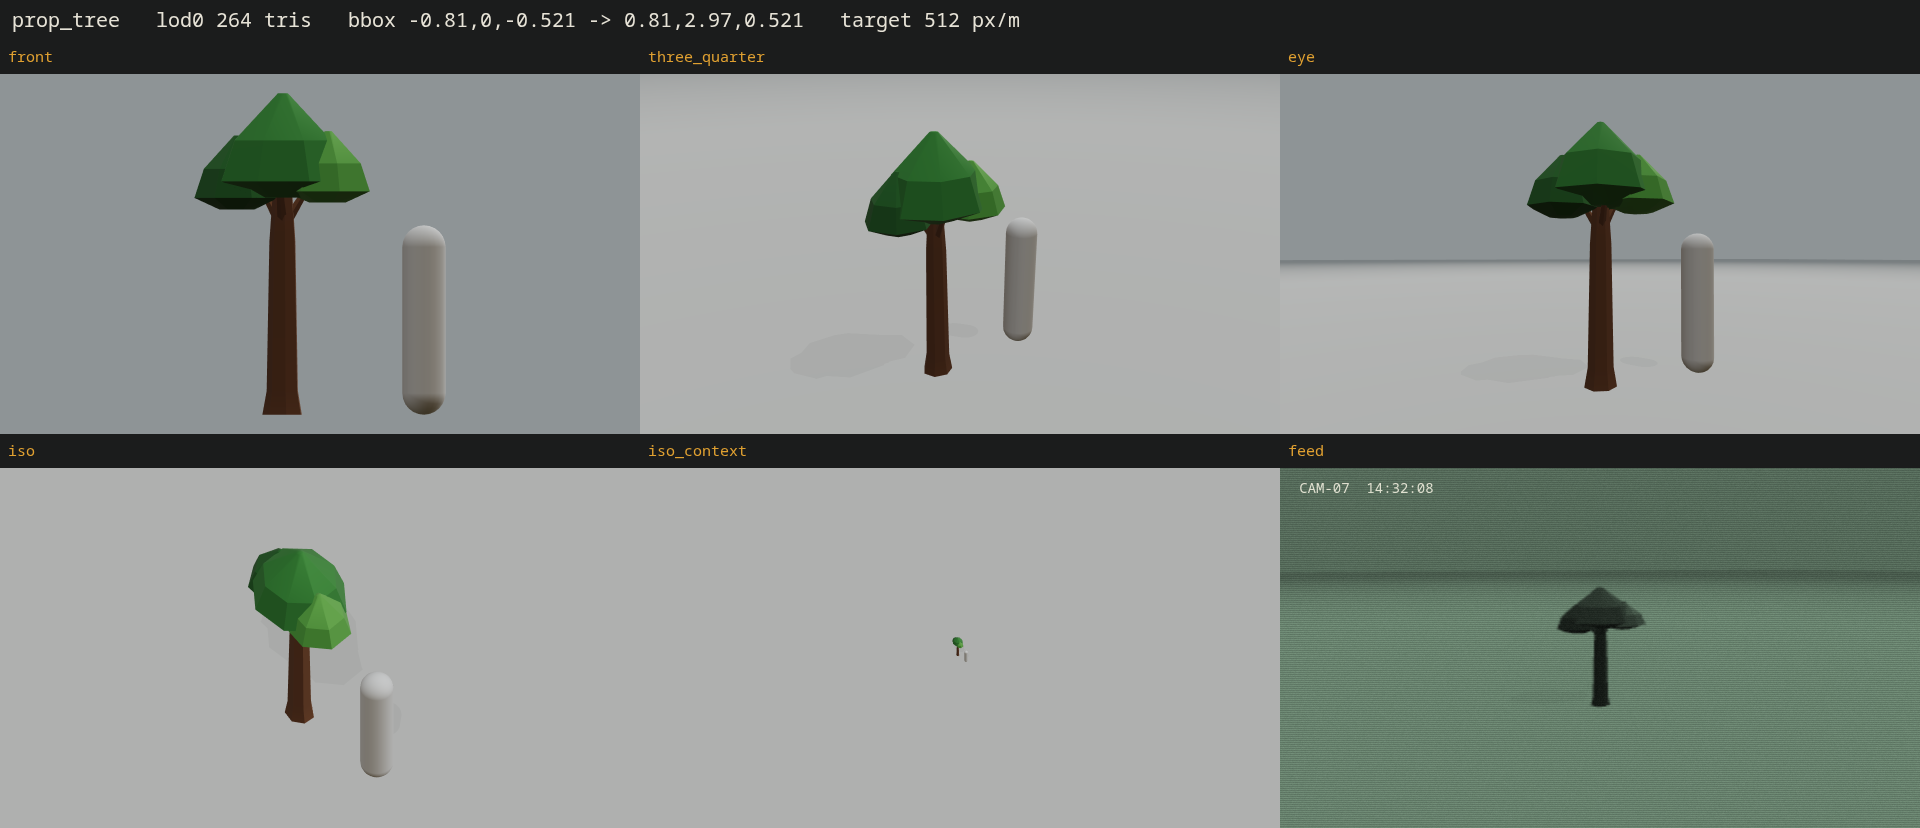 prop_tree   lod0 264 tris   bbox -0.81,0,-0.521 -> 0.81,2.97,0.521   target 512 px/m
front
three_quarter
eye
iso
iso_context
feed
CAM-07  14:32:08